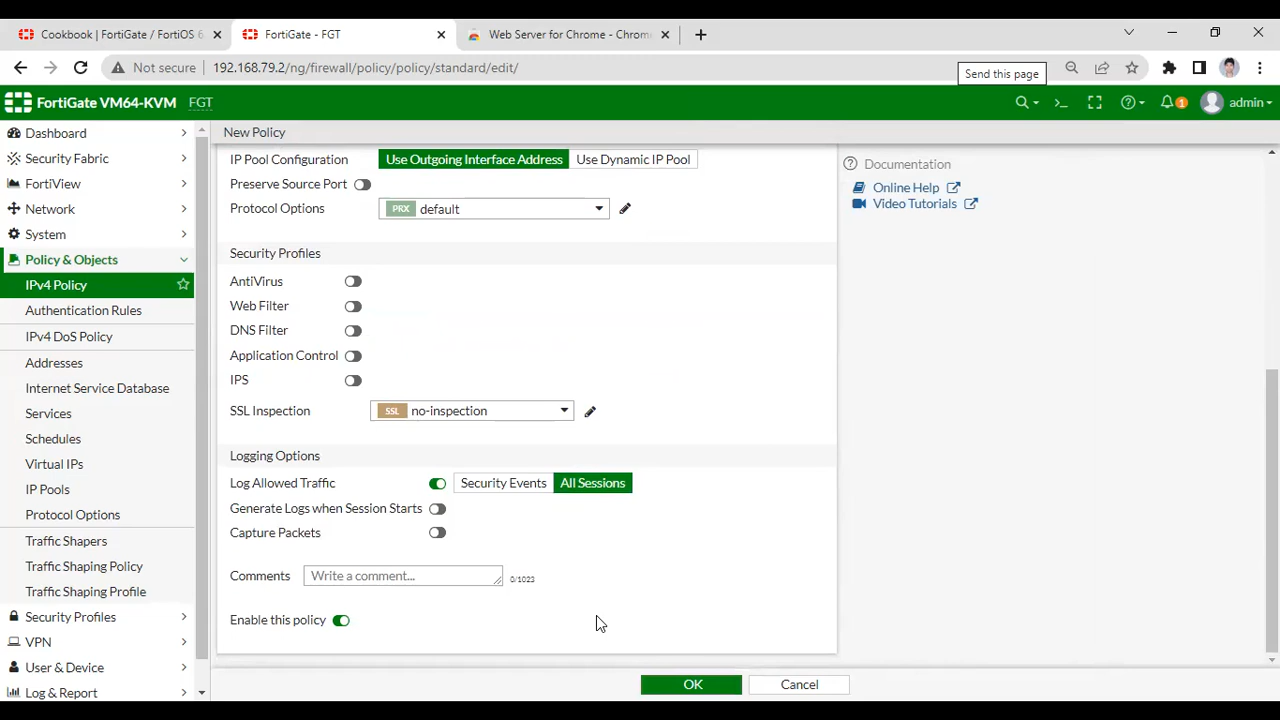 Cookbook | FortiGate / FortiOS 6
FortiGate - FGT
Web Server for Chrome - Chrom
Not secure 192.168.79.2/ng/firewall/policy/policy/standard/edit/
Send this page
FortiGate VM64-KVM FGT
1 admin
Dashboard
Security Fabric
FortiView
Network
System
Policy & Objects
IPv4 Policy
Authentication Rules
IPv4 DoS Policy
Addresses
Internet Service Database
Services
Schedules
Virtual IPs
IP Pools
Protocol Options
Traffic Shapers
Traffic Shaping Policy
Traffic Shaping Profile
Security Profiles
VPN
User & Device
Log & Report
New Policy
IP Pool Configuration Use Outgoing Interface Address Use Dynamic IP Pool
Preserve Source Port
Protocol Options PRX default
Security Profiles
AntiVirus
Web Filter
DNS Filter
Application Control
IPS
SSL Inspection SSL no-inspection
Logging Options
Log Allowed Traffic Security Events All Sessions
Generate Logs when Session Starts
Capture Packets
Comments Write a comment... 0/1023
Enable this policy
OK Cancel
Documentation
Online Help
Video Tutorials